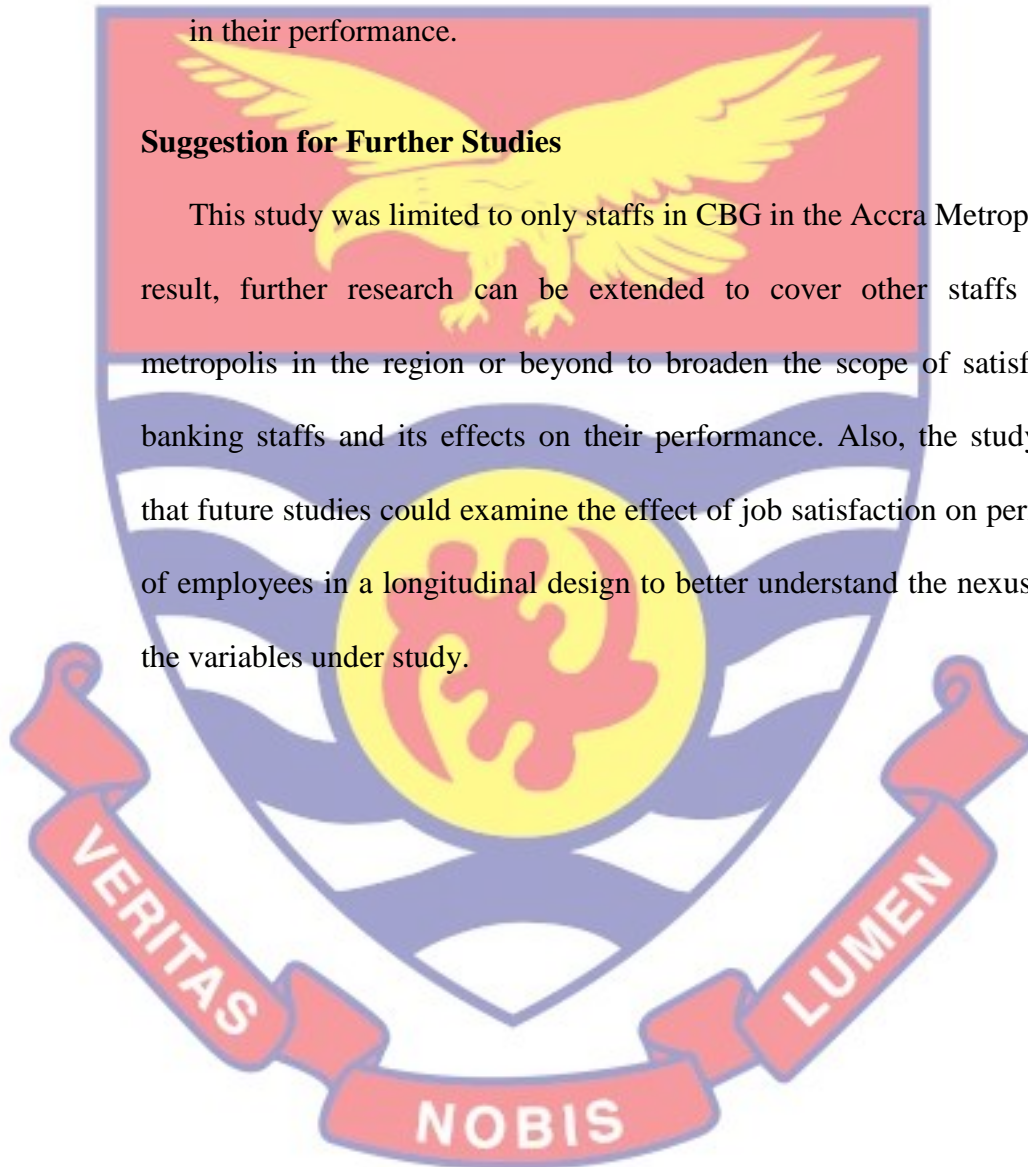 in their performance.
Suggestion for Further Studies
This study was limited to only staffs in CBG in the Accra Metrop
result, further research can be extended to cover other staffs
metropolis in the region or beyond to broaden the scope of satisf
banking staffs and its effects on their performance. Also, the study
that future studies could examine the effect of job satisfaction on per
of employees in a longitudinal design to better understand the nexus
the variables under study.
VERITAS
NOBIS
LUMEN